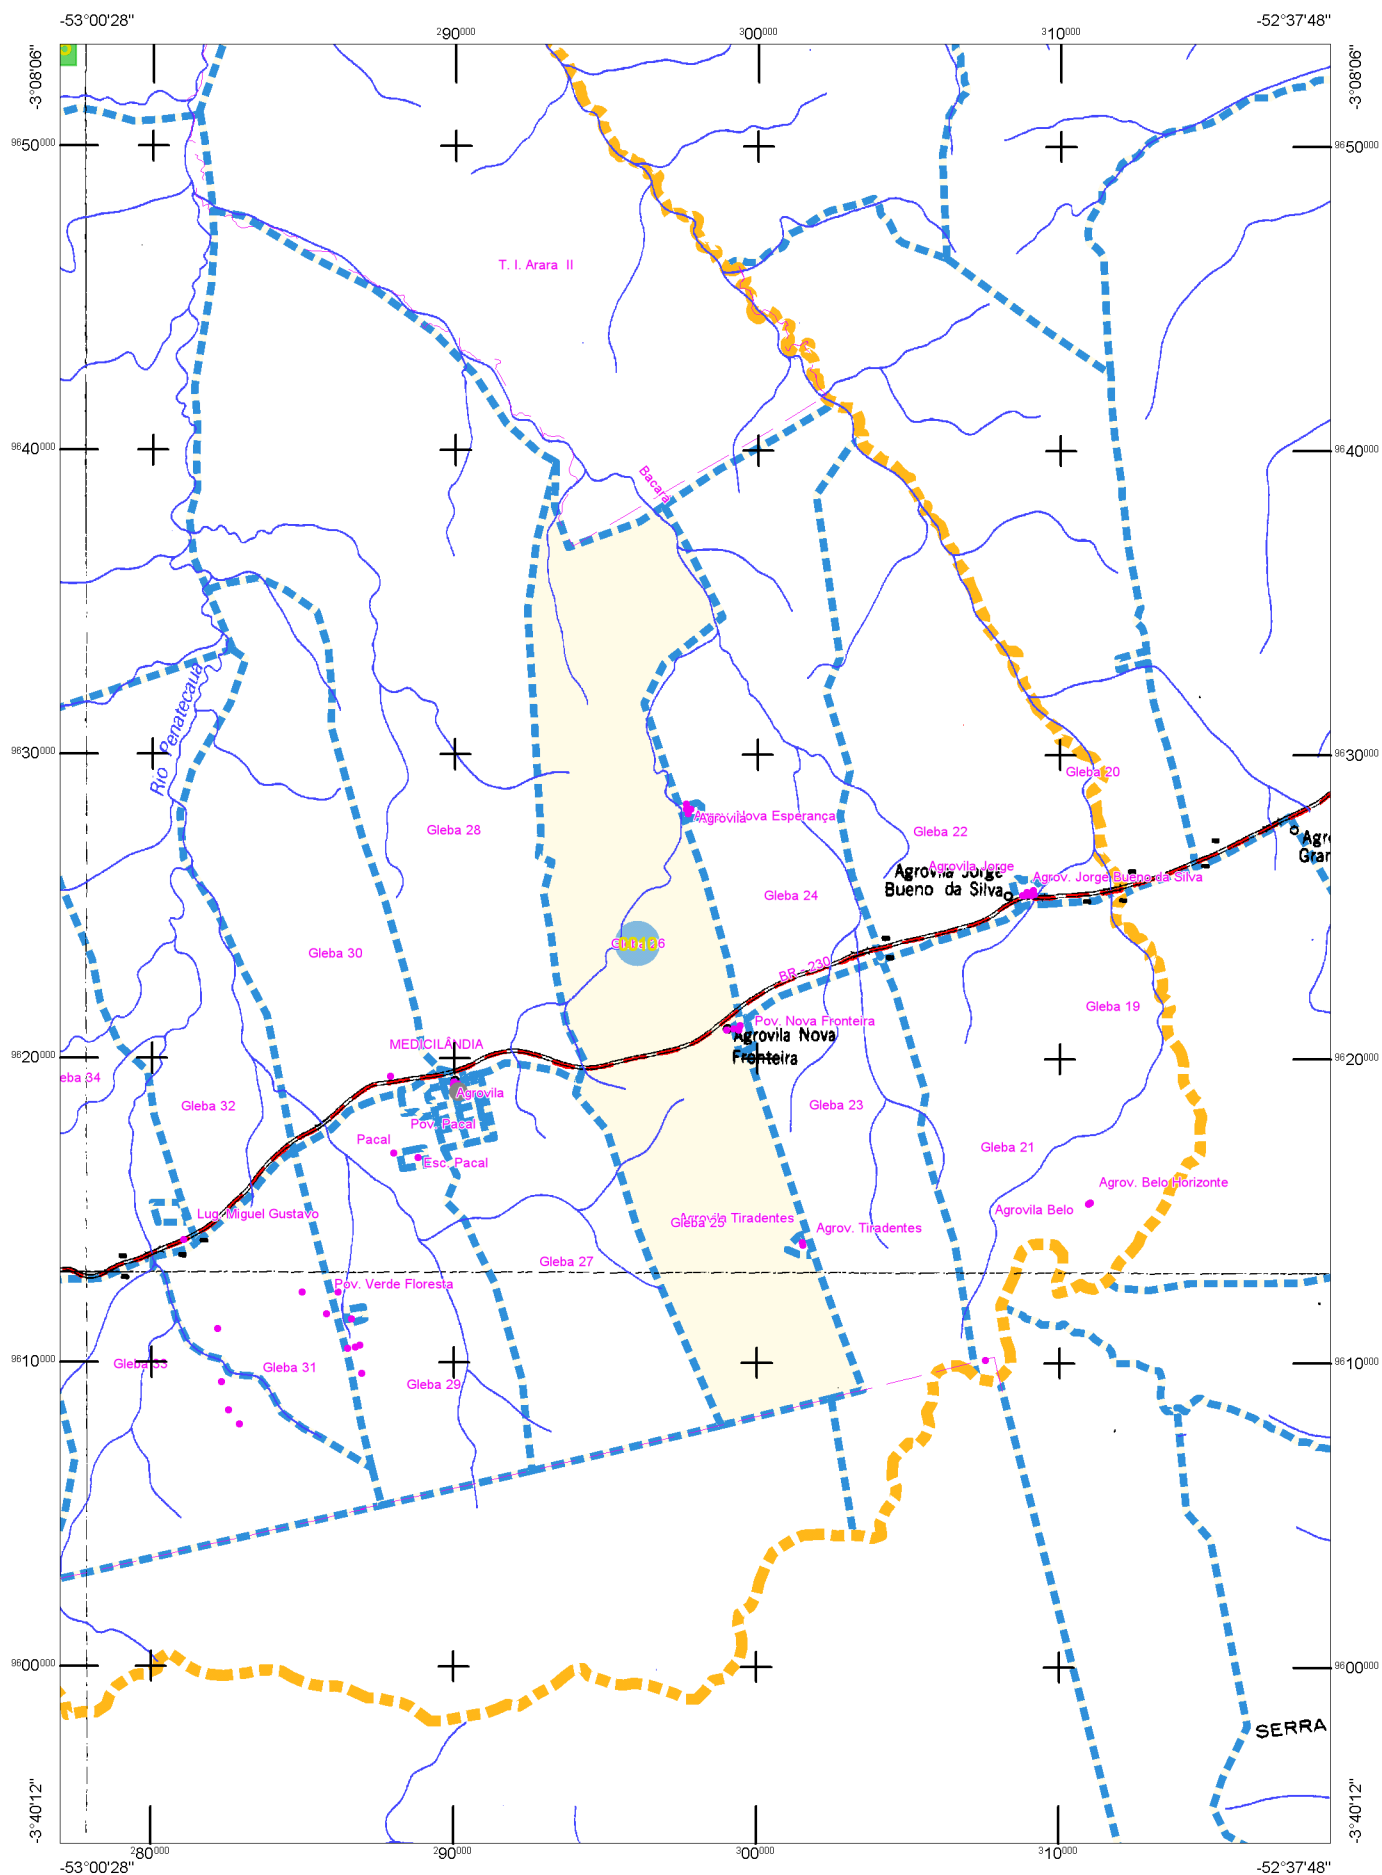 -53°00'28"
-52°37'48"
290000
300000
310000
-3°08'06"
-3°08'06"
9650000
9650000
T. I. Arara II
9640000
9640000
Bacara
Rio Penatecaua
9630000
9630000
Gleba 20
Agrov. Nova Esperança
Agrovila
Gleba 28
Gleba 22
Agr
Gran
Agrovila Jorge
Agrovila Jorge
Bueno da Silva
Agrov. Jorge Bueno da Silva
Gleba 24
Gleba 26
Gleba 30
BR - 230
Gleba 19
Pov. Nova Fronteira
Agrovila Nova
Fronteira
MEDICILÂNDIA
9620000
9620000
eba 34
Agrovila
Gleba 32
Gleba 23
Pov. Pacal
Pacal
Esc. Pacal
Gleba 21
Agrov. Belo Horizonte
Agrovila Belo
Lug. Miguel Gustavo
Agrovila Tiradentes
Gleba 25
Agrov. Tiradentes
Gleba 27
Pov. Verde Floresta
9610000
9610000
Gleba 33
Gleba 31
Gleba 29
9600000
9600000
SERRA
-3°40'12"
-3°40'12"
280000
290000
300000
310000
-53°00'28"
-52°37'48"